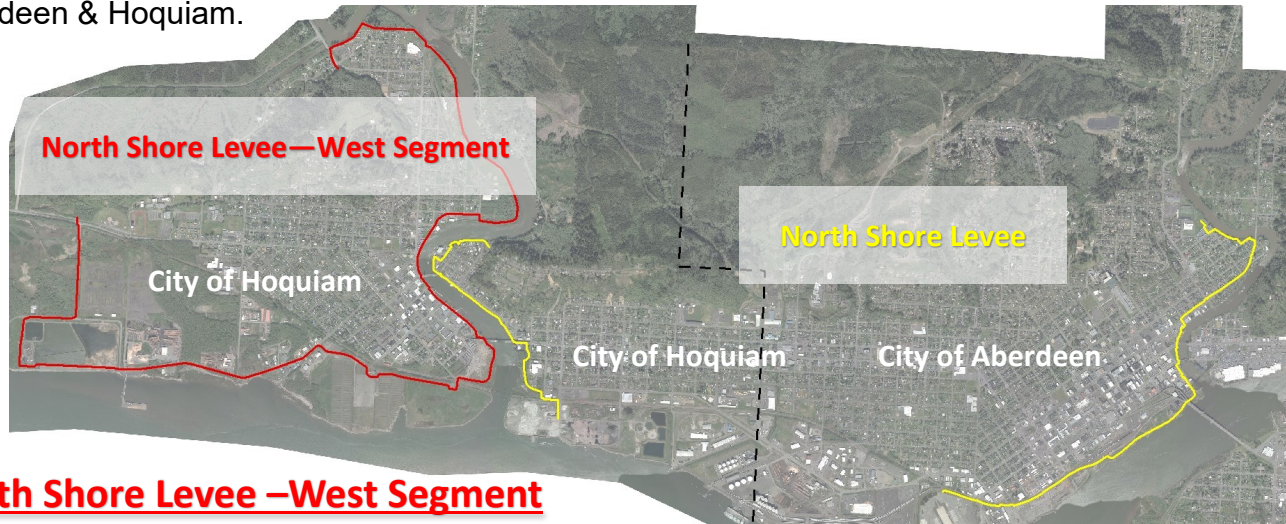 deen & Hoquiam.
North Shore Levee—West Segment
North Shore Levee
City of Hoquiam
City of Hoquiam
City of Aberdeen
th Shore Levee –West Segment